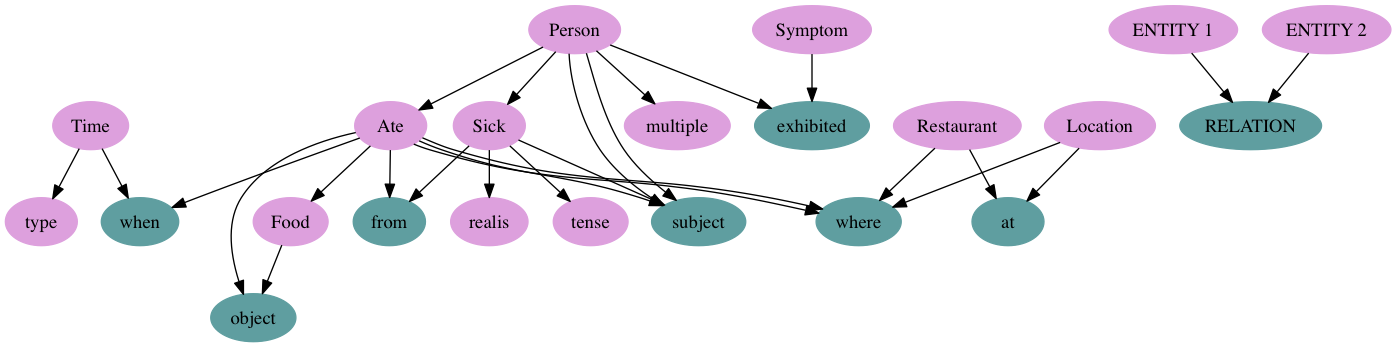 Person
Symptom
ENTITY 1
ENTITY 2
Time
Ate
Sick
multiple
exhibited
Restaurant
Location
RELATION
type
when
Food
from
realis
tense
subject
where
at
object